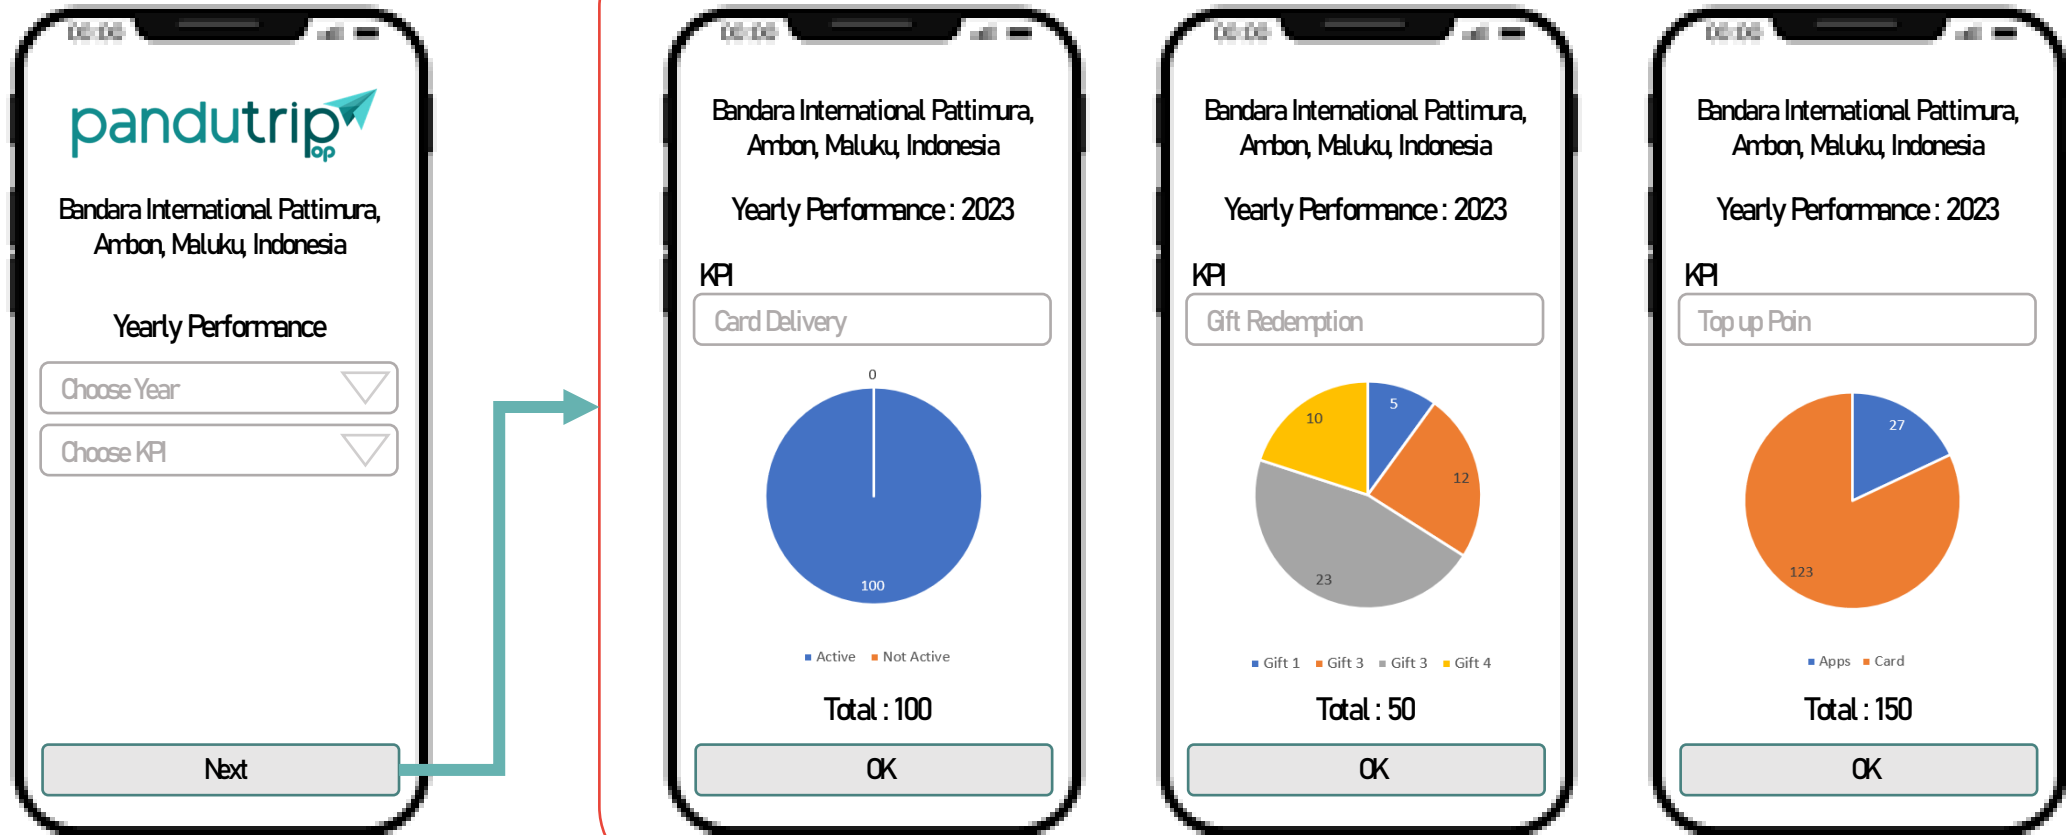 00:00
pandutrip
op
Bandara International Pattimura,
Ambon, Maluku, Indonesia
Yearly Performance
Choose Year
Choose KPI
Next
00:00
Bandara International Pattimura,
Ambon, Maluku, Indonesia
Yearly Performance : 2023
KPI
Card Delivery
0
100
Active Not Active
Total : 100
OK
00:00
Bandara International Pattimura,
Ambon, Maluku, Indonesia
Yearly Performance : 2023
KPI
Gift Redemption
5
10
12
23
Gift 1 Gift 3 Gift 3 Gift 4
Total : 50
OK
00:00
Bandara International Pattimura,
Ambon, Maluku, Indonesia
Yearly Performance : 2023
KPI
Top up Poin
27
123
Apps Card
Total : 150
OK